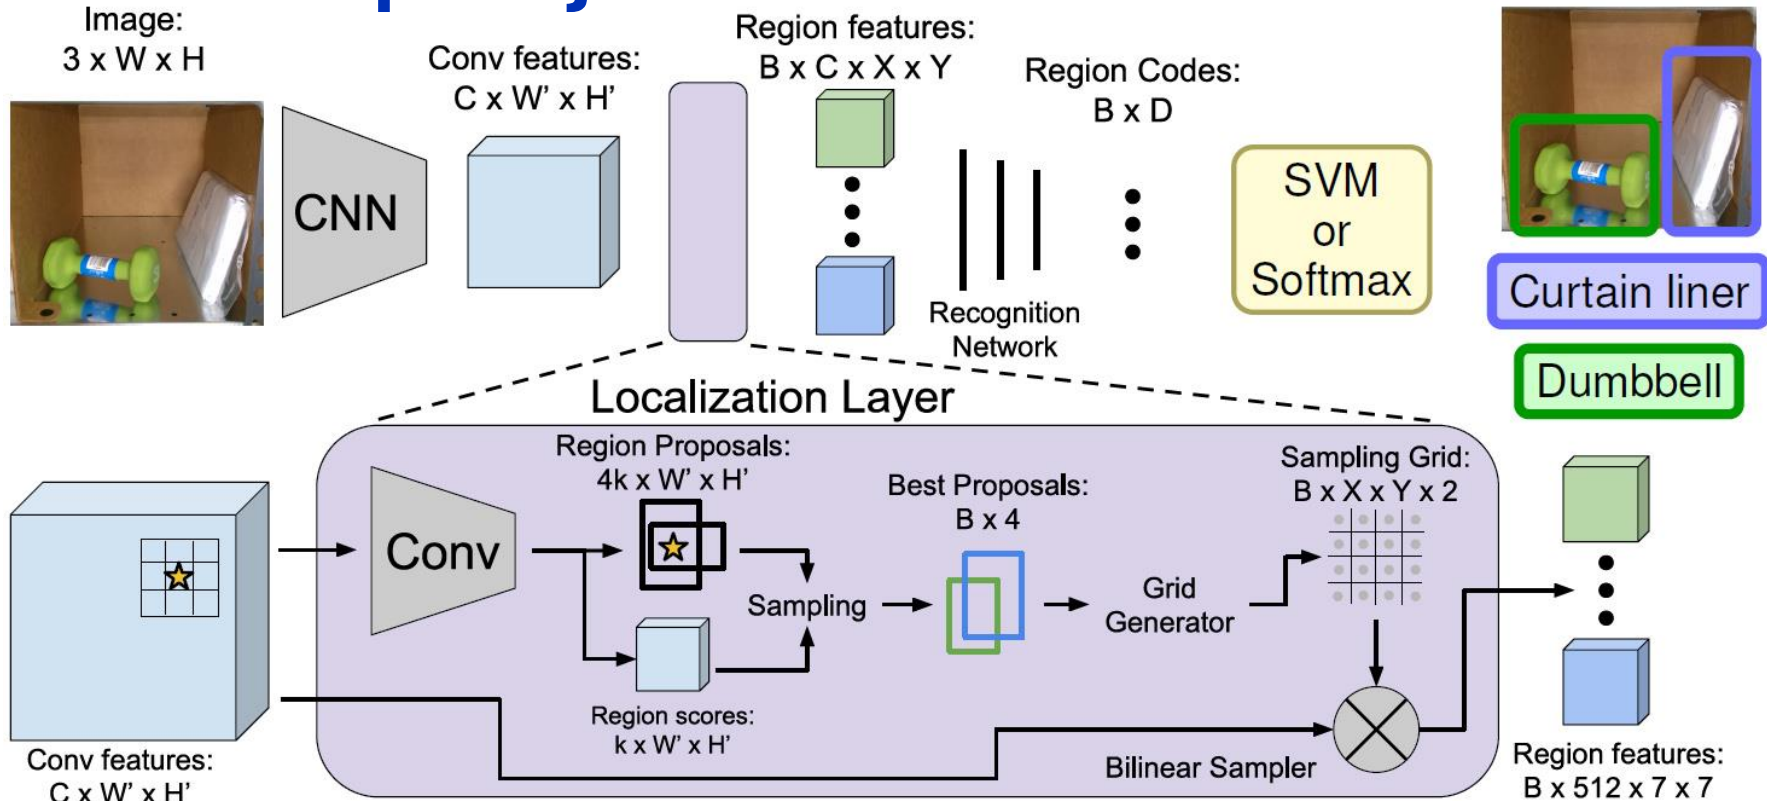 Image:
3 x W x H
Conv features:
C x W' x H'
Region features:
B x C x X x Y
Region Codes:
B x D
CNN
SVM
or
Softmax
Recognition
Network
Curtain liner
Dumbbell
Localization Layer
Region Proposals:
4k x W' x H'
Best Proposals:
B x 4
Sampling Grid:
B x X x Y x 2
Conv
Sampling
Grid
Generator
Region scores:
k x W' x H'
Bilinear Sampler
Conv features:
C x W' x H'
Region features:
B x 512 x 7 x 7